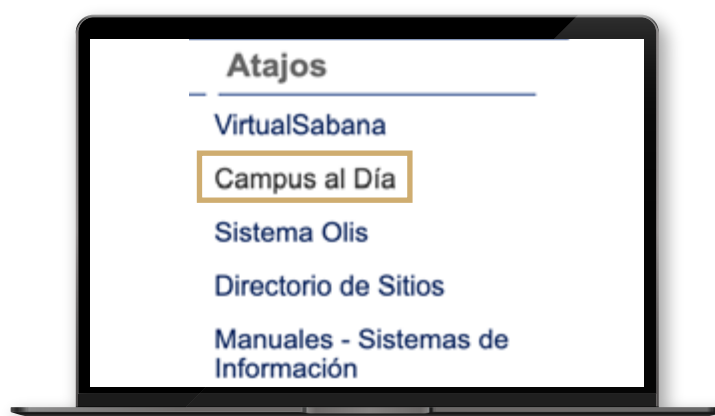 Atajos
VirtualSabana
Campus al Día
Sistema Olis
Directorio de Sitios
Manuales - Sistemas de
Información